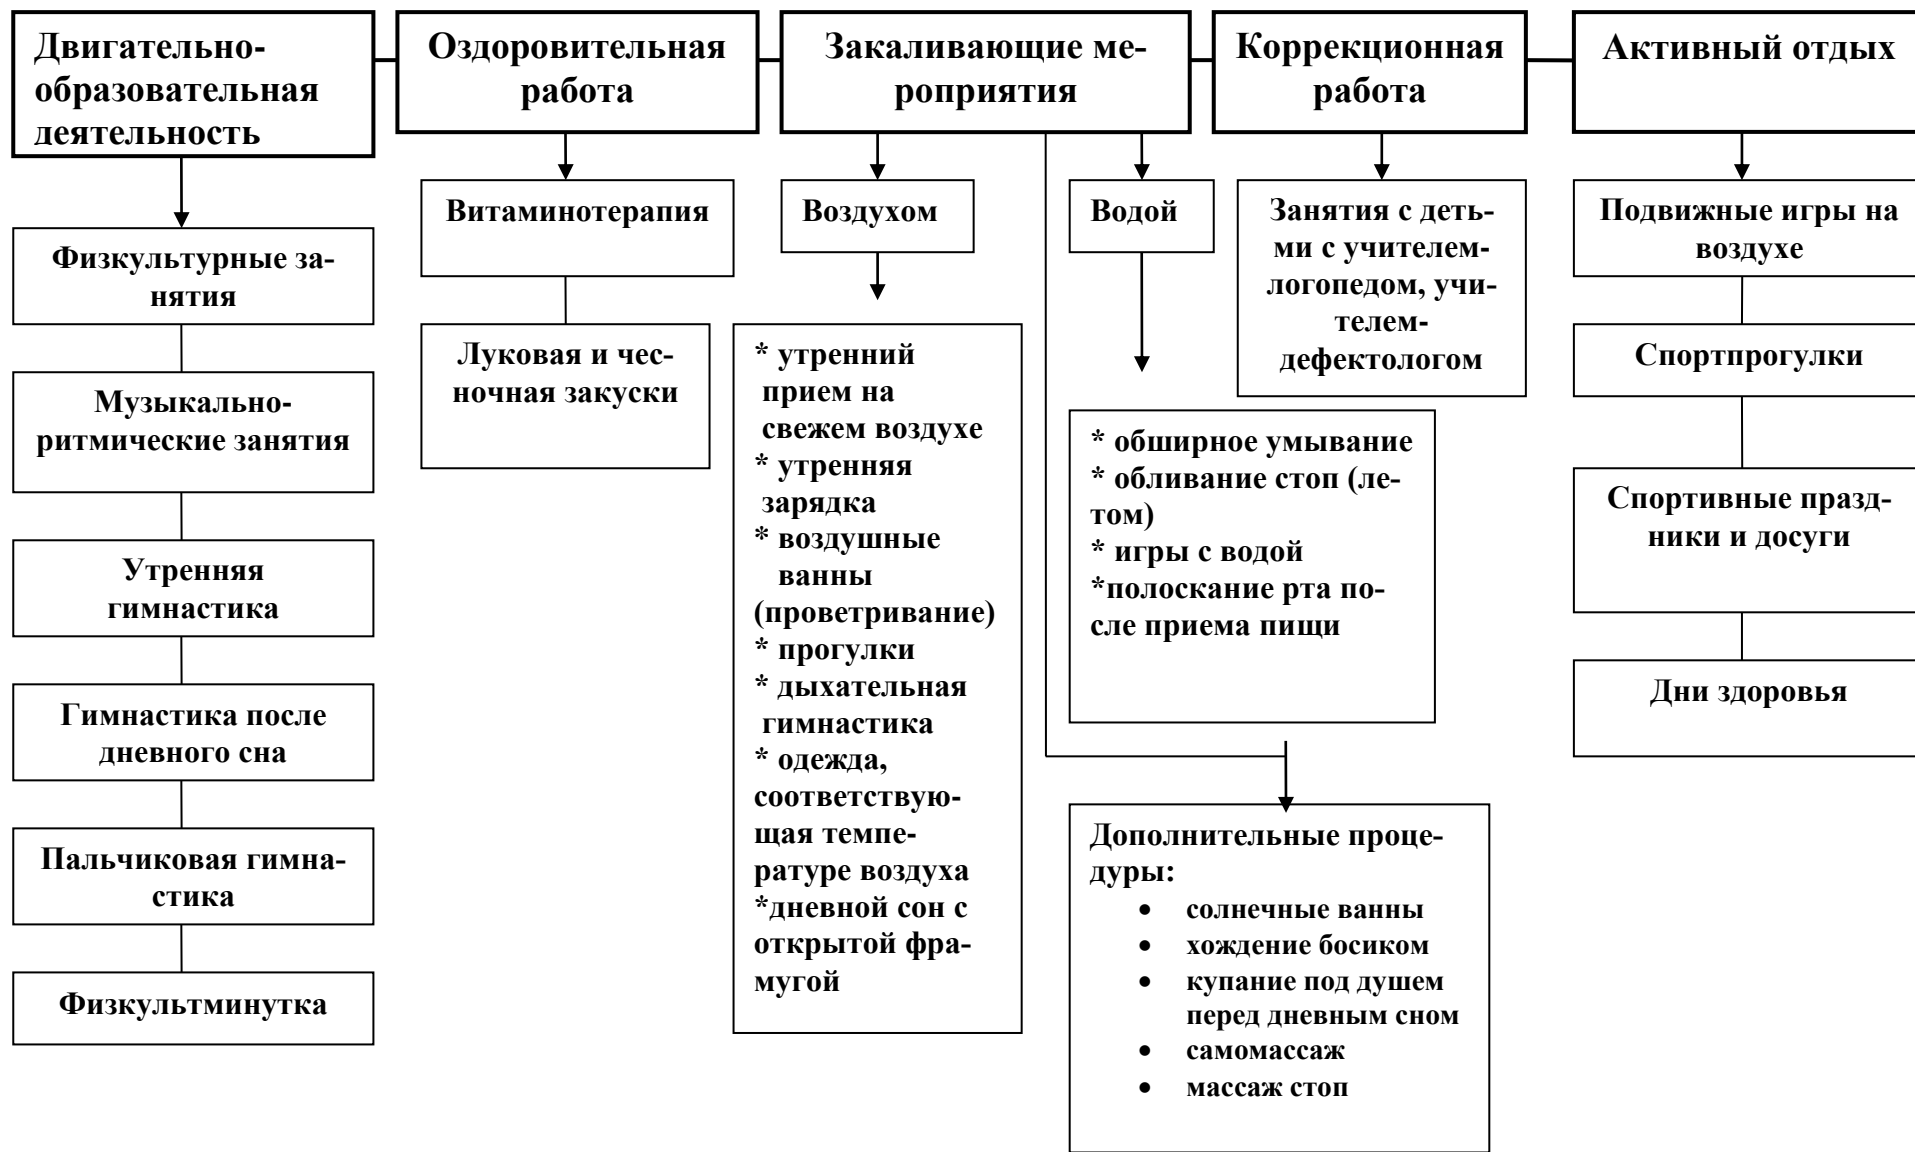 Двигательно-
образовательная
деятельность
Оздоровительная
работа
Закаливающие ме-
роприятия
Коррекционная
работа
Активный отдых
Физкультурные за-
нятия
Музыкально-
ритмические занятия
Утренняя
гимнастика
Гимнастика после
дневного сна
Пальчиковая гимна-
стика
Физкультминутка
Витаминотерапия
Луковая и чес-
ночная закуски
Воздухом
* утренний
прием на
свежем воздухе
* утренняя
зарядка
* воздушные
ванны
(проветривание)
* прогулки
* дыхательная
гимнастика
* одежда,
соответствую-
щая темпе-
ратуре воздуха
*дневной сон с
открытой фра-
мугой
Водой
* обширное умывание
* обливание стоп (ле-
том)
* игры с водой
*полоскание рта по-
сле приема пищи
Дополнительные проце-
дуры:
• солнечные ванны
• хождение босиком
• купание под душем
перед дневным сном
• самомассаж
• массаж стоп
Занятия с деть-
ми с учителем-
логопедом, учи-
телем-
дефектологом
Подвижные игры на
воздухе
Спортпрогулки
Спортивные празд-
ники и досуги
Дни здоровья